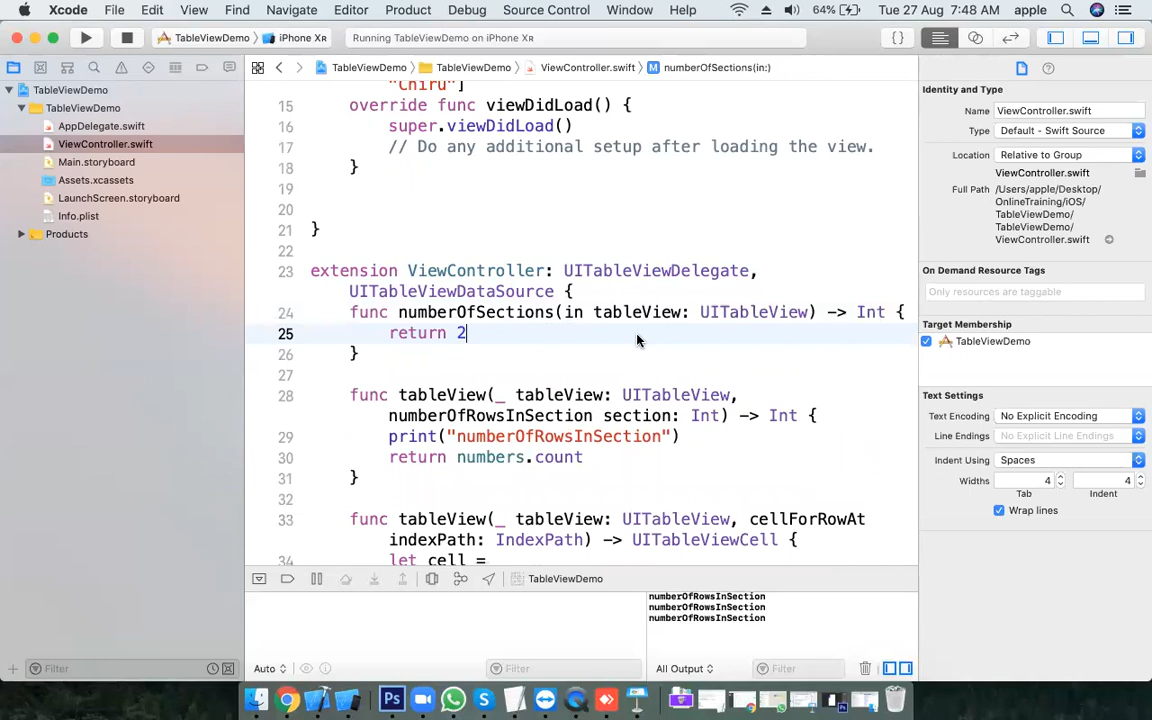 Xcode File Edit View Find Navigate Editor Product Debug Source Control Window Help 64% Tue 27 Aug 7:48 AM apple
TableViewDemo iPhone XR Running TableViewDemo on iPhone XR
TableViewDemo
TableViewDemo
AppDelegate.swift
ViewController.swift
Main.storyboard
Assets.xcassets
LaunchScreen.storyboard
Info.plist
Products
Filter
TableViewDemo TableViewDemo ViewController.swift M numberOfSections(in:)
"Chiru"]
15 override func viewDidLoad() {
16 super.viewDidLoad()
17 // Do any additional setup after loading the view.
18 }
19
20
21 }
22
23 extension ViewController: UITableViewDelegate,
UITableViewDataSource {
24 func numberOfSections(in tableView: UITableView) -> Int {
25 return 2
26 }
27
28 func tableView(_ tableView: UITableView,
numberOfRowsInSection section: Int) -> Int {
29 print("numberOfRowsInSection")
30 return numbers.count
31 }
32
33 func tableView(_ tableView: UITableView, cellForRowAt
indexPath: IndexPath) -> UITableViewCell {
34 let cell =
TableViewDemo
numberOfRowsInSection
numberOfRowsInSection
numberOfRowsInSection
Auto Filter All Output Filter
Identity and Type
Name ViewController.swift
Type Default - Swift Source
Location Relative to Group
ViewController.swift
Full Path /Users/apple/Desktop/
OnlineTraining/iOS/
TableViewDemo/
TableViewDemo/
ViewController.swift
On Demand Resource Tags
Only resources are taggable
Target Membership
TableViewDemo
Text Settings
Text Encoding No Explicit Encoding
Line Endings No Explicit Line Endings
Indent Using Spaces
Widths 4 4
Tab Indent
Wrap lines
Ps